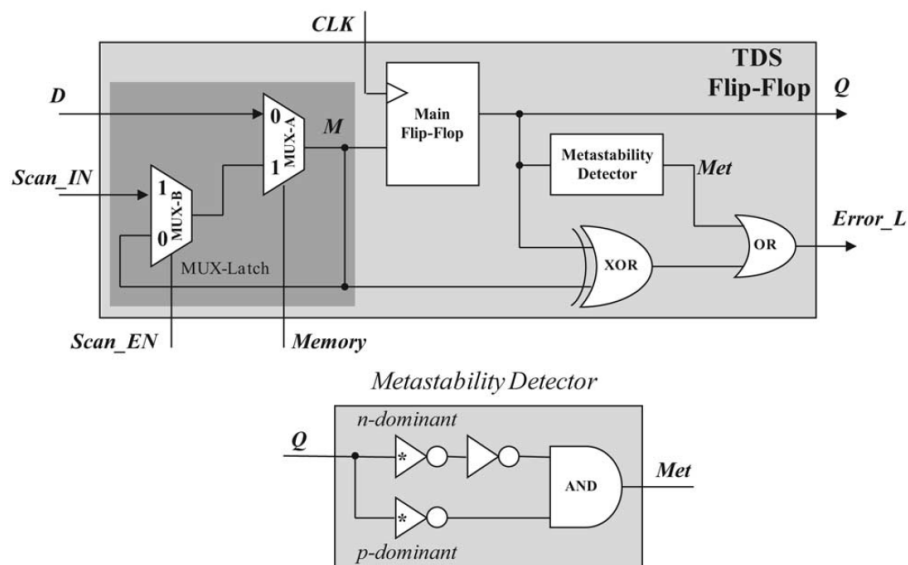 CLK
TDS
Flip-Flop
D
Q
0
MUX-A
M
Main
Flip-Flop
1
Metastability
Detector
Met
Scan_IN
1
MUX-B
0
Error_L
OR
XOR
MUX-Latch
Scan_EN
Memory
Metastability Detector
n-dominant
Q
*
AND
Met
*
p-dominant